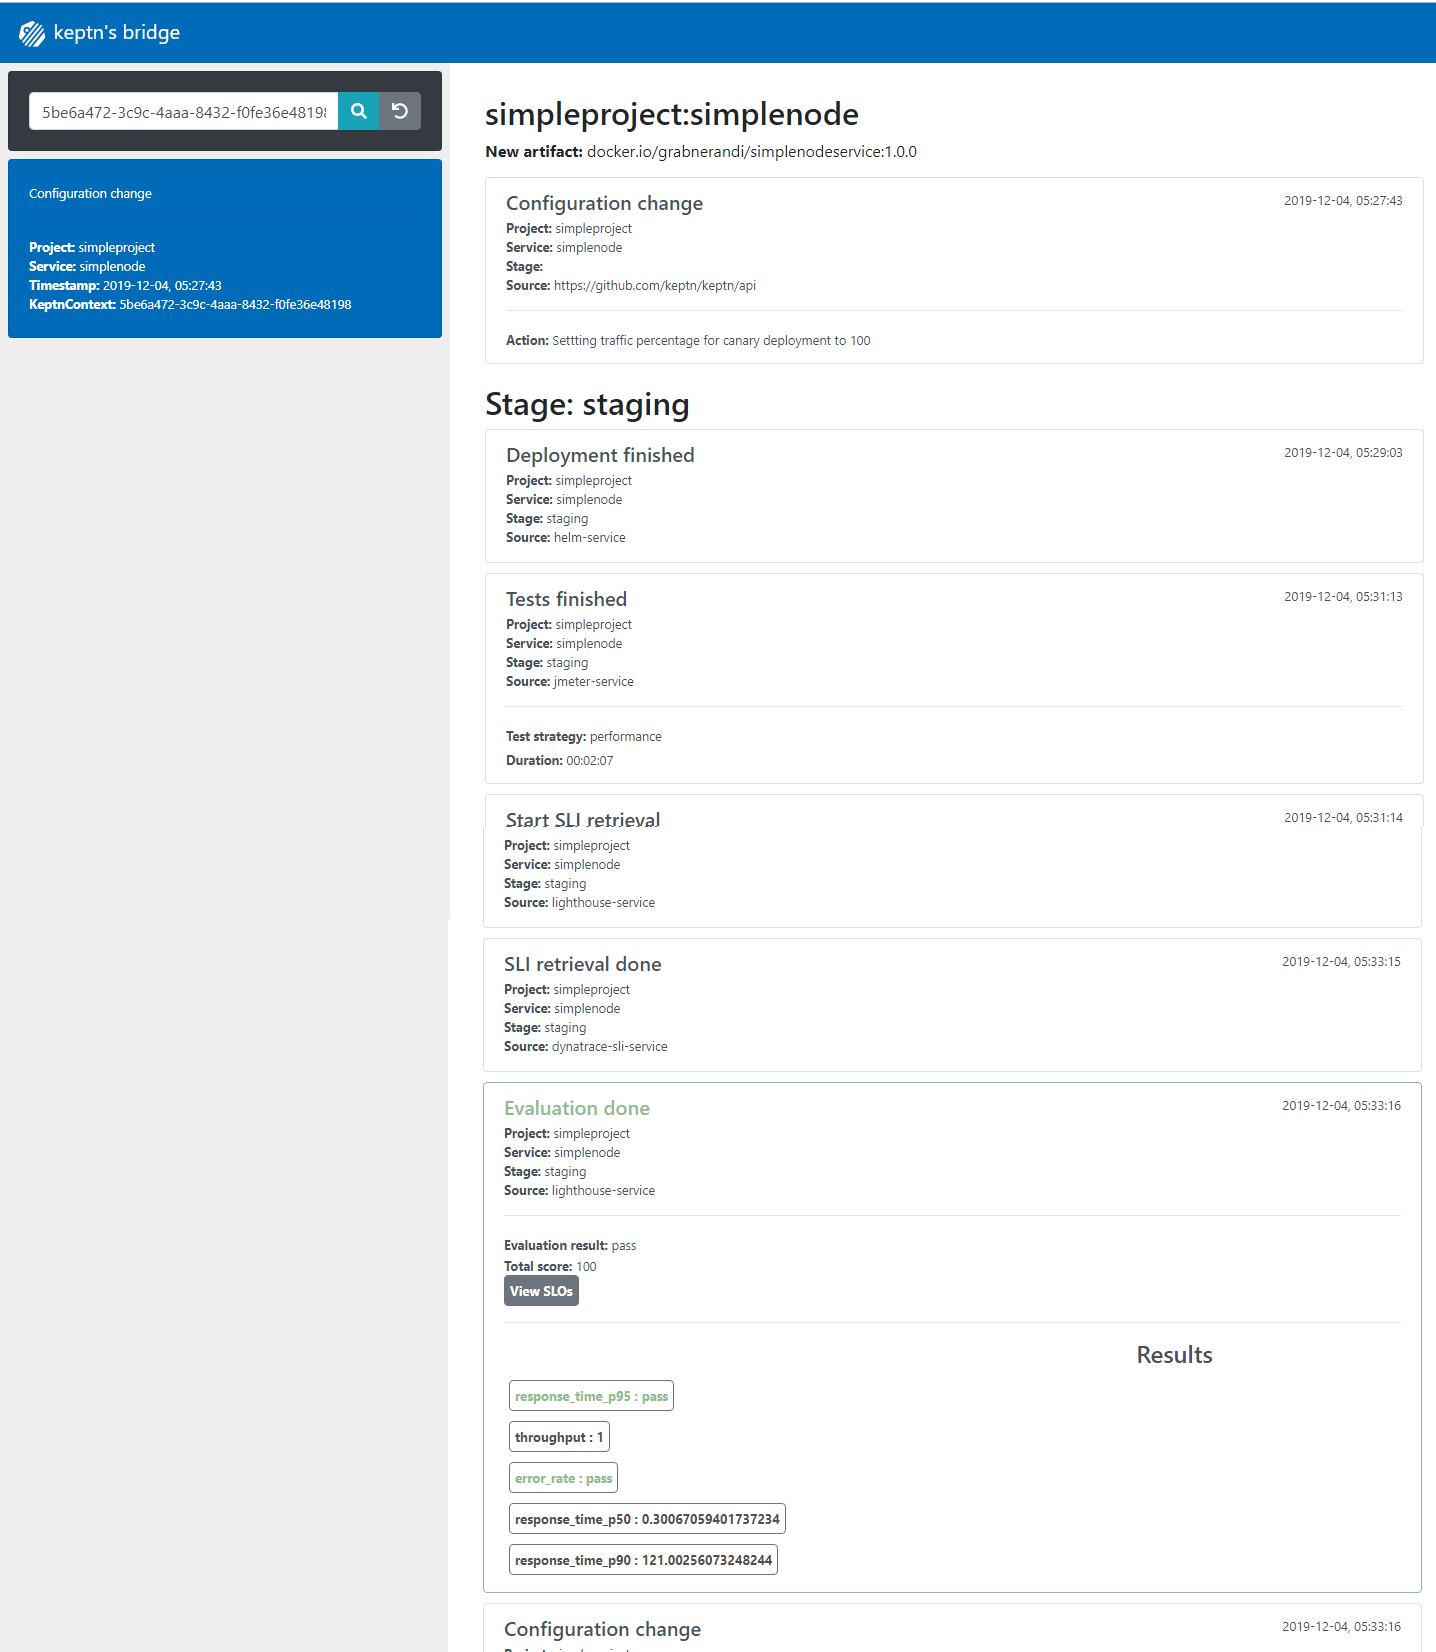 keptn's bridge
5be6a472-3c9c-4aaa-8432-f0fe36e48198
Configuration change
Project: simpleproject
Service: simplenode
Timestamp: 2019-12-04, 05:27:43
KeptnContext: 5be6a472-3c9c-4aaa-8432-f0fe36e48198
simpleproject:simplenode
New artifact: docker.io/grabnerandi/simplenodeservice:1.0.0
Configuration change 2019-12-04, 05:27:43
Project: simpleproject
Service: simplenode
Stage:
Source: https://github.com/keptn/keptn/api
Action: Settting traffic percentage for canary deployment to 100
Stage: staging
Deployment finished 2019-12-04, 05:29:03
Project: simpleproject
Service: simplenode
Stage: staging
Source: helm-service
Tests finished 2019-12-04, 05:31:13
Project: simpleproject
Service: simplenode
Stage: staging
Source: jmeter-service
Test strategy: performance
Duration: 00:02:07
Start SLI retrieval 2019-12-04, 05:31:14
Project: simpleproject
Service: simplenode
Stage: staging
Source: lighthouse-service
SLI retrieval done 2019-12-04, 05:33:15
Project: simpleproject
Service: simplenode
Stage: staging
Source: dynatrace-sli-service
Evaluation done 2019-12-04, 05:33:16
Project: simpleproject
Service: simplenode
Stage: staging
Source: lighthouse-service
Evaluation result: pass
Total score: 100
View SLOs
Results
response_time_p95 : pass
throughput : 1
error_rate : pass
response_time_p50 : 0.30067059401737234
response_time_p90 : 121.00256073248244
Configuration change 2019-12-04, 05:33:16